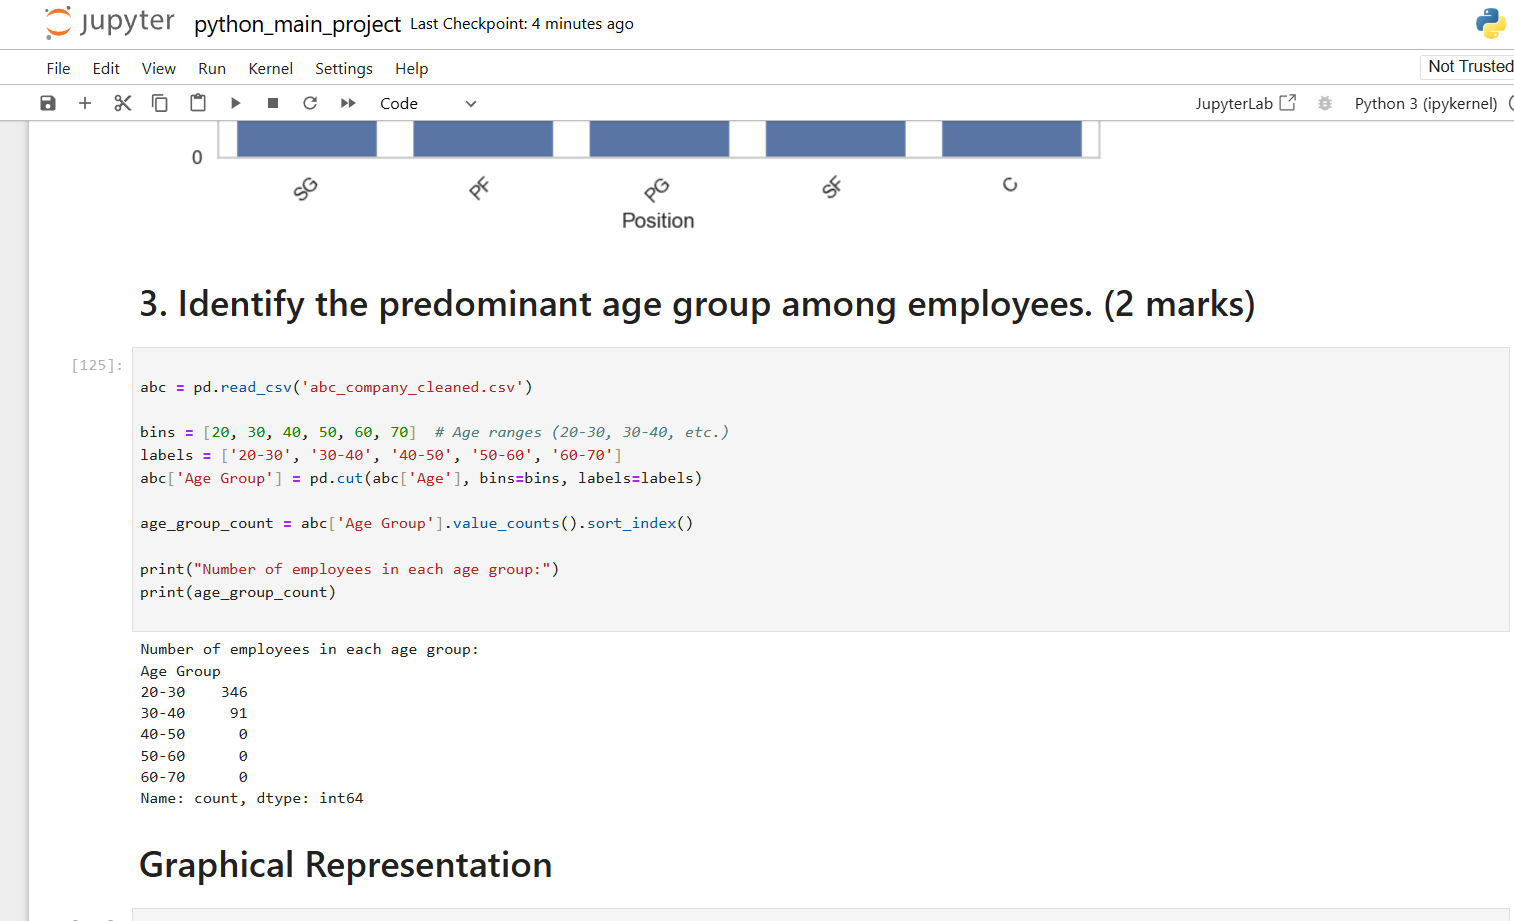 jupyter python_main_project Last Checkpoint: 4 minutes ago
File Edit View Run Kernel Settings Help Not Trusted
Code JupyterLab Python 3 (ipykernel)
0
SG PF PG SF C
Position
3. Identify the predominant age group among employees. (2 marks)
[125]:
abc = pd.read_csv('abc_company_cleaned.csv')
bins = [20, 30, 40, 50, 60, 70]  # Age ranges (20-30, 30-40, etc.)
labels = ['20-30', '30-40', '40-50', '50-60', '60-70']
abc['Age Group'] = pd.cut(abc['Age'], bins=bins, labels=labels)
age_group_count = abc['Age Group'].value_counts().sort_index()
print("Number of employees in each age group:")
print(age_group_count)
Number of employees in each age group:
Age Group
20-30    346
30-40     91
40-50      0
50-60      0
60-70      0
Name: count, dtype: int64
Graphical Representation